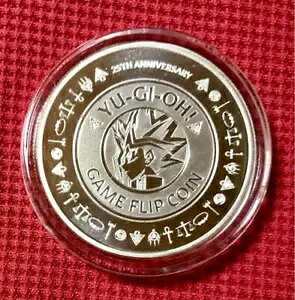 25TH ANNIVERSARY
YU-GI-OH!
GAME FLIP COIN